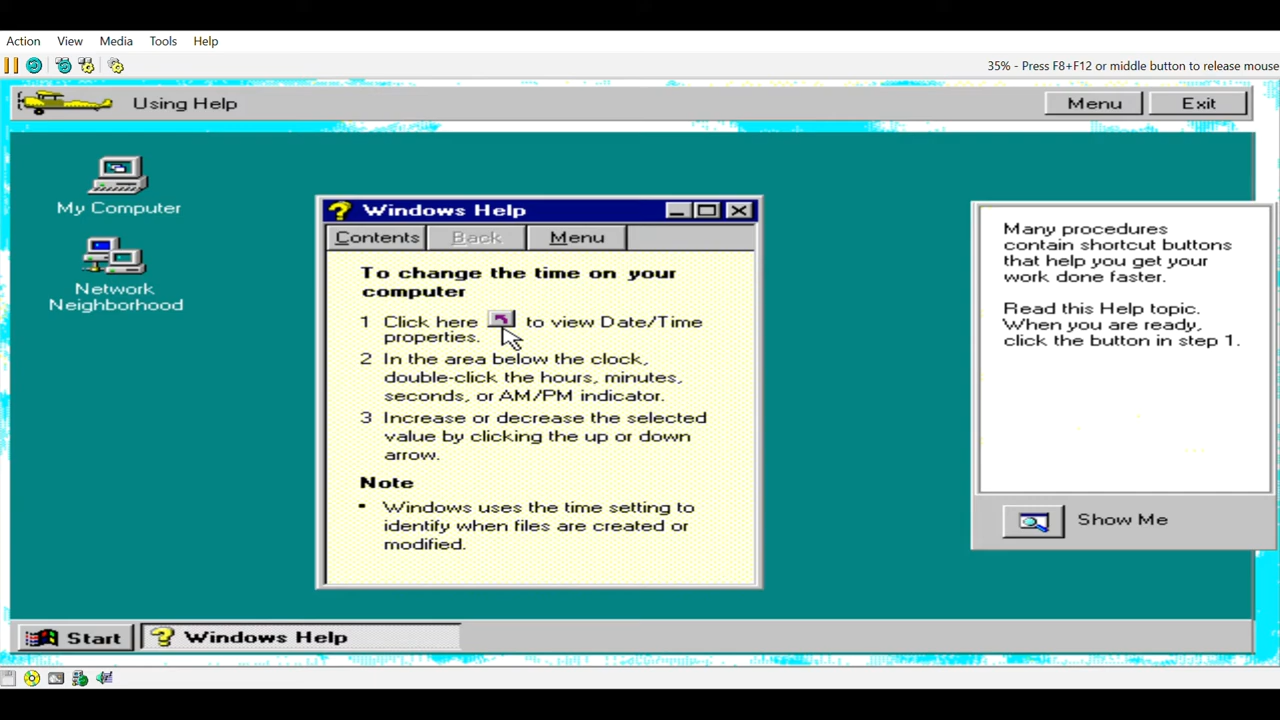 Action View Media Tools Help
35% - Press F8+F12 or middle button to release mouse
Using Help
Menu Exit
My Computer
Network
Neighborhood
Windows Help
Contents Back Menu
To change the time on your
computer
1 Click here to view Date/Time
properties.
2 In the area below the clock,
double-click the hours, minutes,
seconds, or AM/PM indicator.
3 Increase or decrease the selected
value by clicking the up or down
arrow.
Note
• Windows uses the time setting to
identify when files are created or
modified.
Many procedures
contain shortcut buttons
that help you get your
work done faster.
Read this Help topic.
When you are ready,
click the button in step 1.
Show Me
Start Windows Help